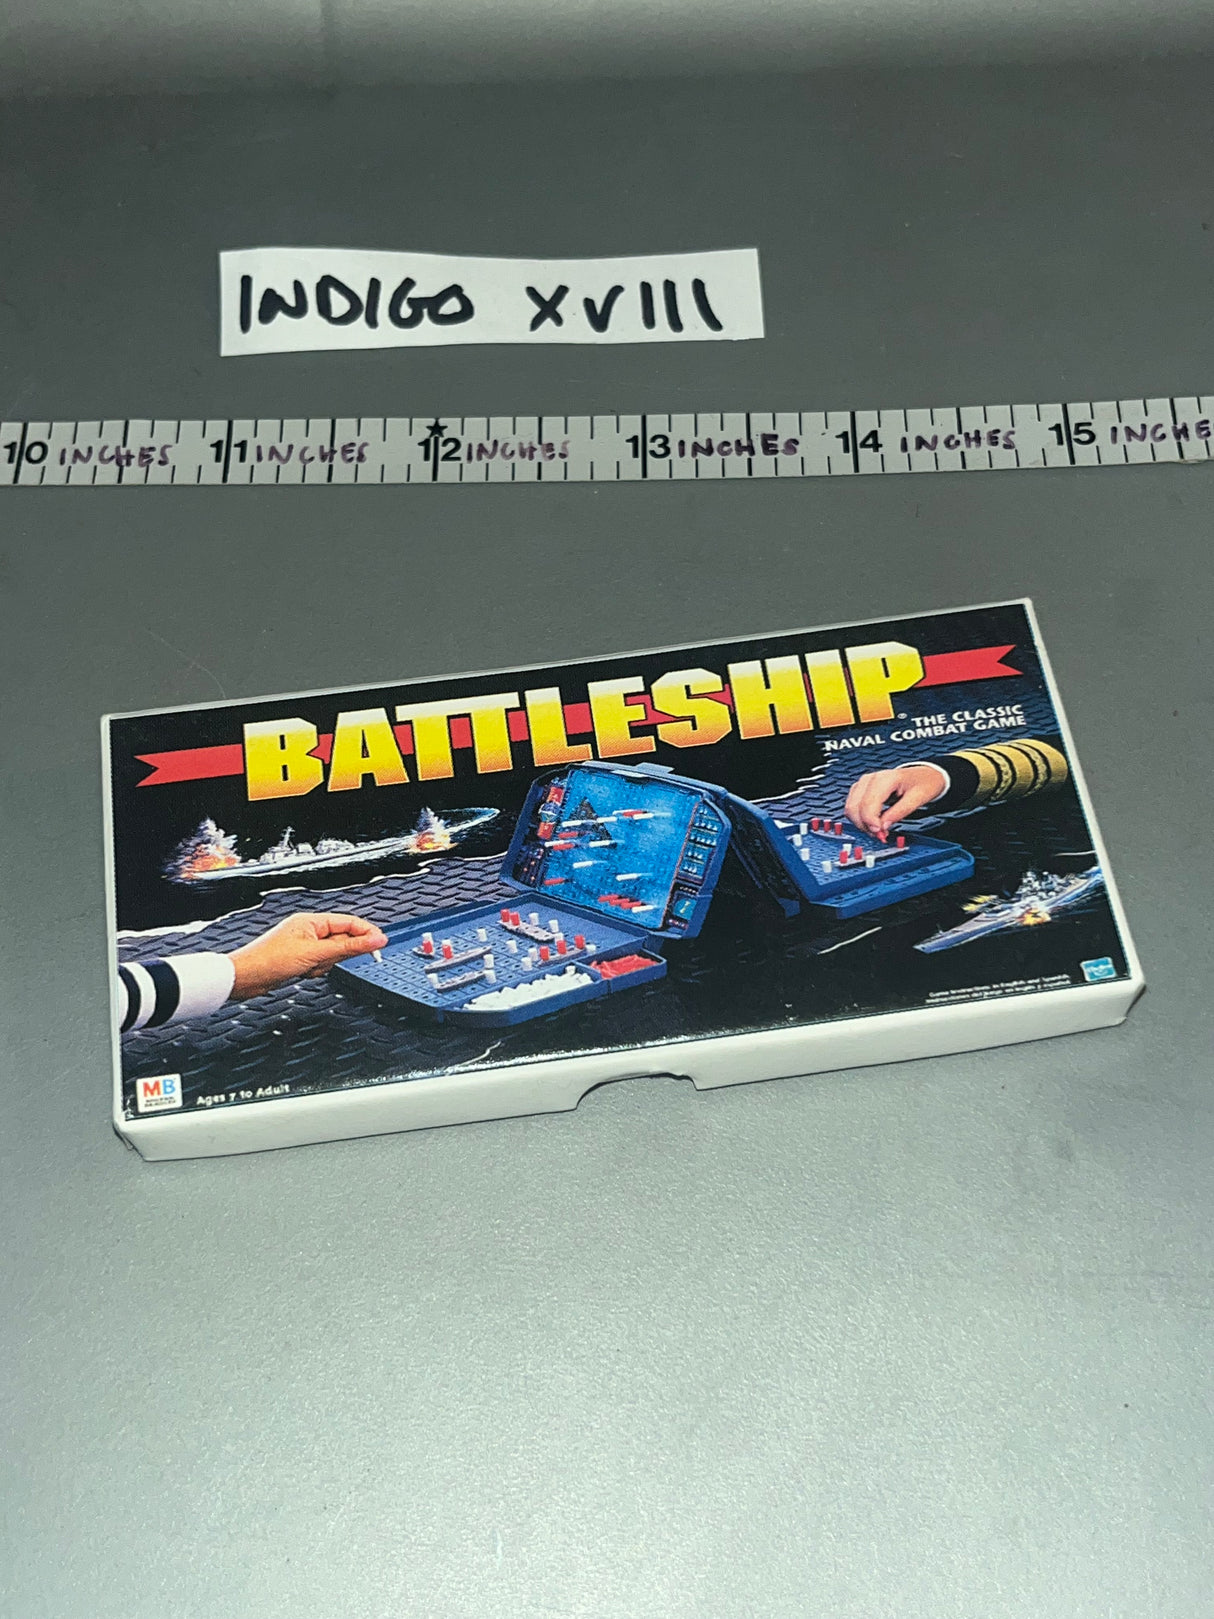 INDIGO XVIII
10 INCHES 11 INCHES 12 INCHES 13 INCHES 14 INCHES 15 INCHE
BATTLESHIP
® THE CLASSIC
NAVAL COMBAT GAME
MB
Ages 7 to Adult